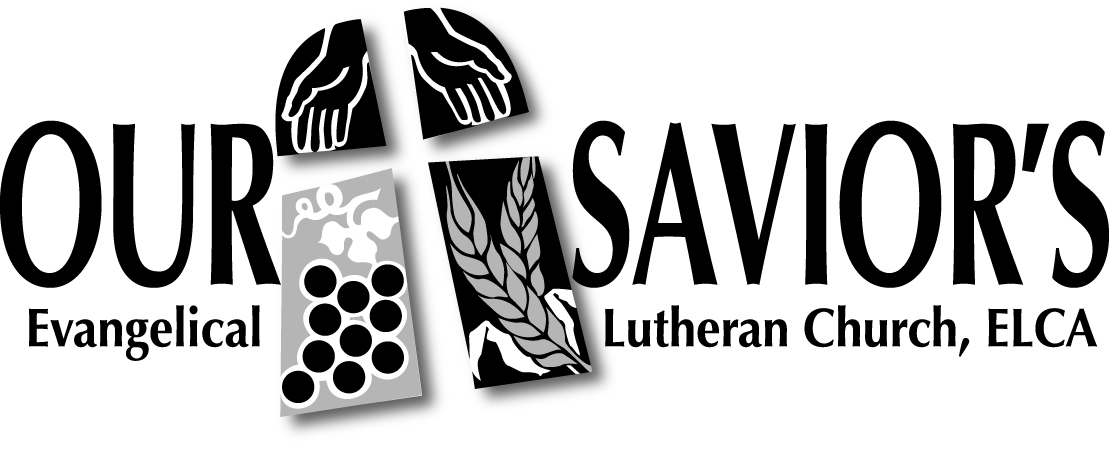 OUR SAVIOR'S
Evangelical Lutheran Church, ELCA